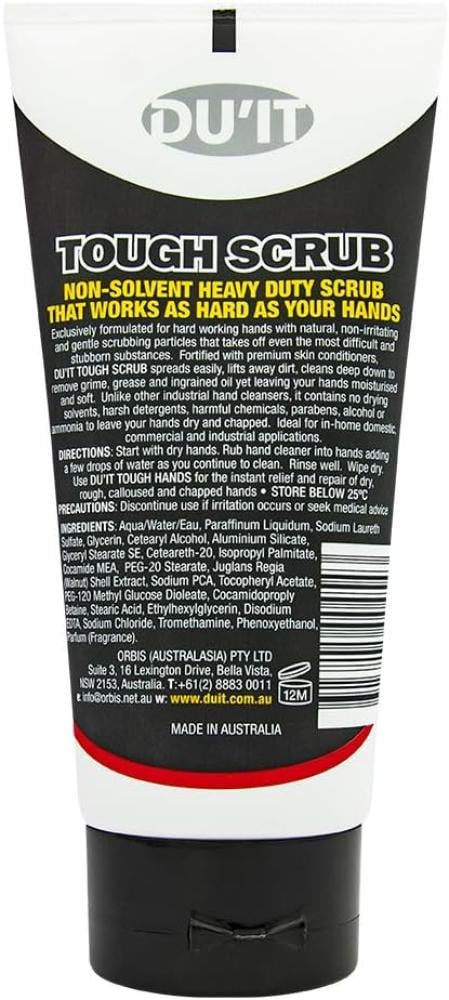 DU'IT
TOUGH SCRUB
NON-SOLVENT HEAVY DUTY SCRUB
THAT WORKS AS HARD AS YOUR HANDS
Exclusively formulated for hard working hands with natural, non-irritating
and gentle scrubbing particles that takes off even the most difficult and
stubborn substances. Fortified with premium skin conditioners,
DU'IT TOUGH SCRUB spreads easily, lifts away dirt, cleans deep down to
remove grime, grease and ingrained oil yet leaving your hands moisturised
and soft. Unlike other industrial hand cleansers, it contains no drying
solvents, harsh detergents, harmful chemicals, parabens, alcohol or
ammonia to leave your hands dry and chapped. Ideal for in-home domestic,
commercial and industrial applications.
DIRECTIONS: Start with dry hands. Rub hand cleaner into hands adding
a few drops of water as you continue to clean. Rinse well. Wipe dry.
Use DU'IT TOUGH HANDS for the instant relief and repair of dry,
rough, calloused and chapped hands • STORE BELOW 25°C
PRECAUTIONS: Discontinue use if irritation occurs or seek medical advice
INGREDIENTS: Aqua/Water/Eau, Paraffinum Liquidum, Sodium Laureth
Sulfate, Glycerin, Cetearyl Alcohol, Aluminium Silicate,
Glyceryl Stearate SE, Ceteareth-20, Isopropyl Palmitate,
Cocamide MEA, PEG-20 Stearate, Juglans Regia
(Walnut) Shell Extract, Sodium PCA, Tocopheryl Acetate,
PEG-120 Methyl Glucose Dioleate, Cocamidoproply
Betaine, Stearic Acid, Ethylhexylglycerin, Disodium
EDTA, Sodium Chloride, Tromethamine, Phenoxyethanol,
Parfum (Fragrance).
ORBIS (AUSTRALASIA) PTY LTD
Suite 3, 16 Lexington Drive, Bella Vista,
NSW 2153, Australia. T:+61(2) 8883 0011
e: info@orbis.net.au w: www.duit.com.au
12M
MADE IN AUSTRALIA